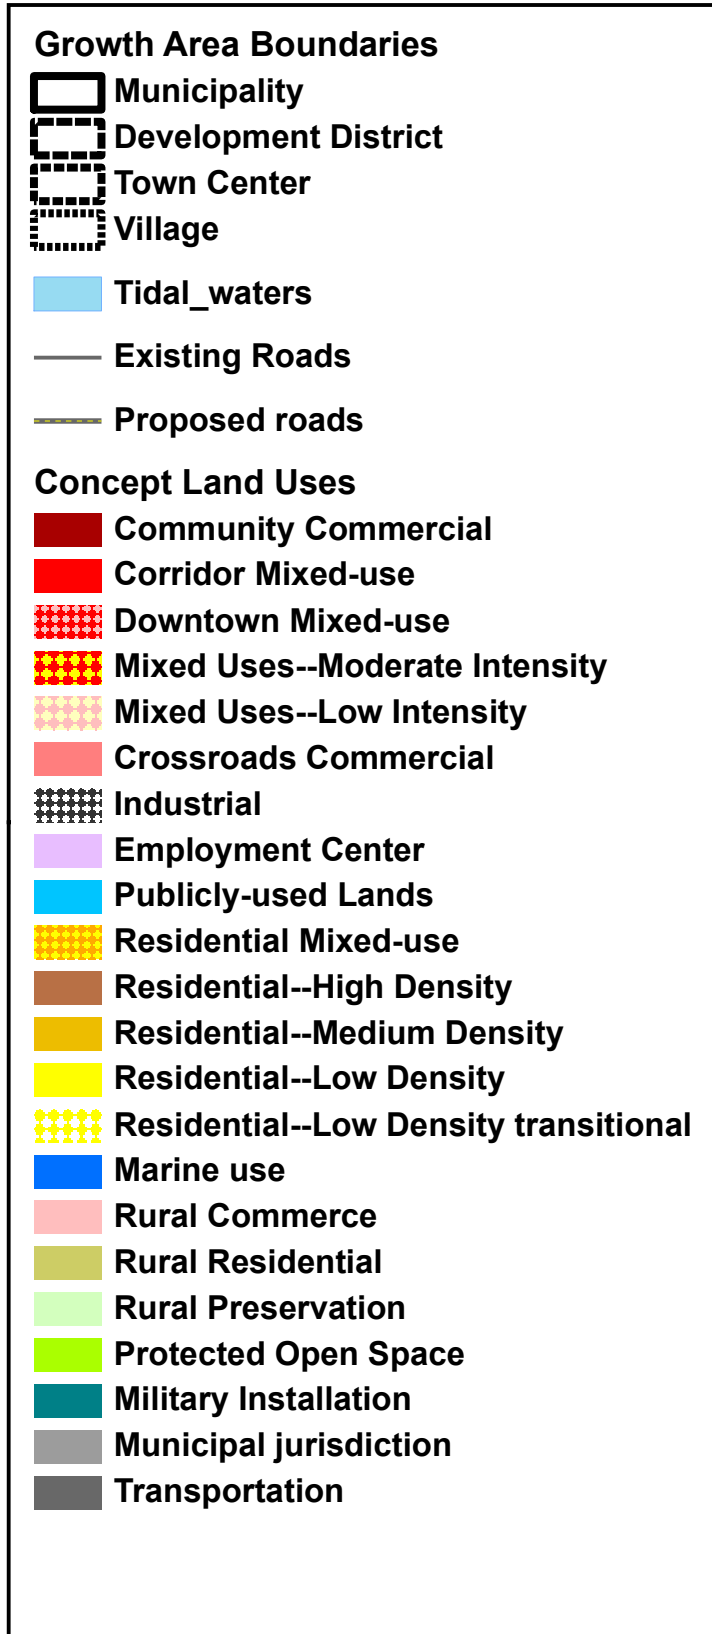 Growth Area Boundaries
Municipality
Development District
Town Center
Village
Tidal_waters
Existing Roads
Proposed roads
Concept Land Uses
Community Commercial
Corridor Mixed-use
Downtown Mixed-use
Mixed Uses--Moderate Intensity
Mixed Uses--Low Intensity
Crossroads Commercial
Industrial
Employment Center
Publicly-used Lands
Residential Mixed-use
Residential--High Density
Residential--Medium Density
Residential--Low Density
Residential--Low Density transitional
Marine use
Rural Commerce
Rural Residential
Rural Preservation
Protected Open Space
Military Installation
Municipal jurisdiction
Transportation